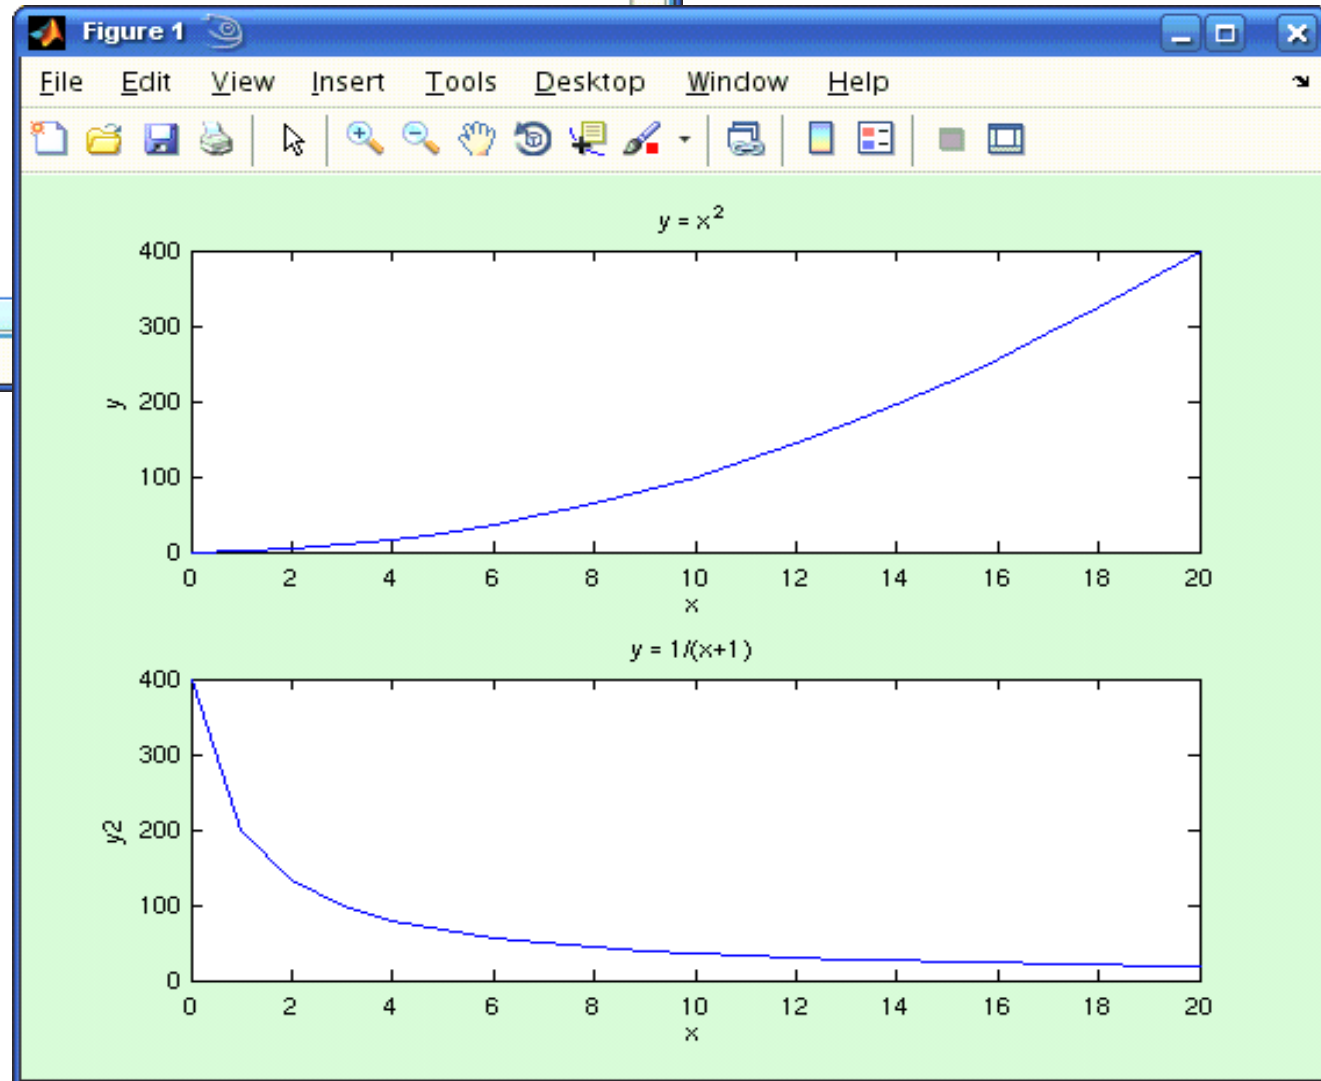 Figure 1
File Edit View Insert Tools Desktop Window Help
y = x²
400
300
200
100
0
y
0 2 4 6 8 10 12 14 16 18 20
x
y = 1/(x+1)
400
300
200
100
0
y2
0 2 4 6 8 10 12 14 16 18 20
x